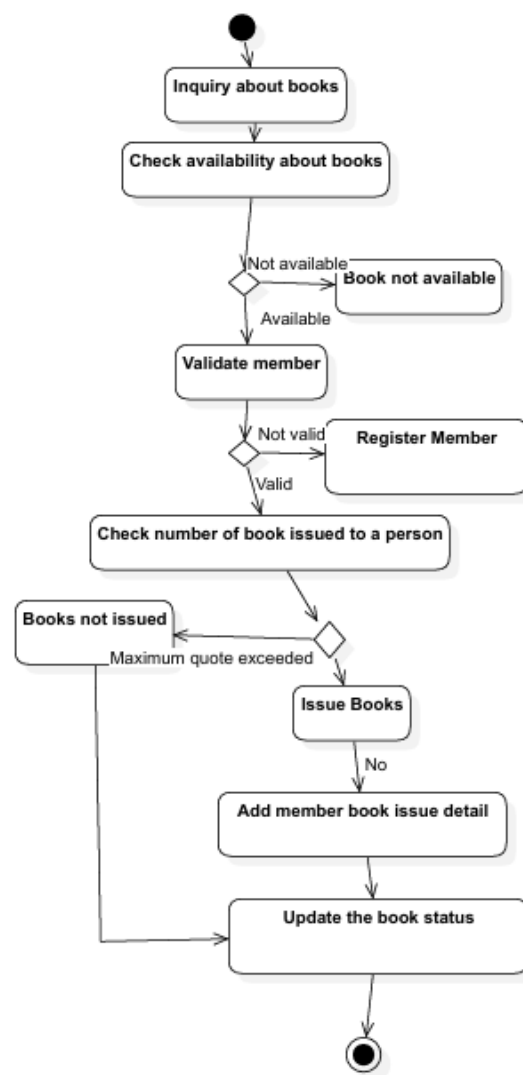 Inquiry about books
Check availability about books
Not available
Book not available
Available
Validate member
Not valid
Register Member
Valid
Check number of book issued to a person
Books not issued
Maximum quote exceeded
Issue Books
No
Add member book issue detail
Update the book status